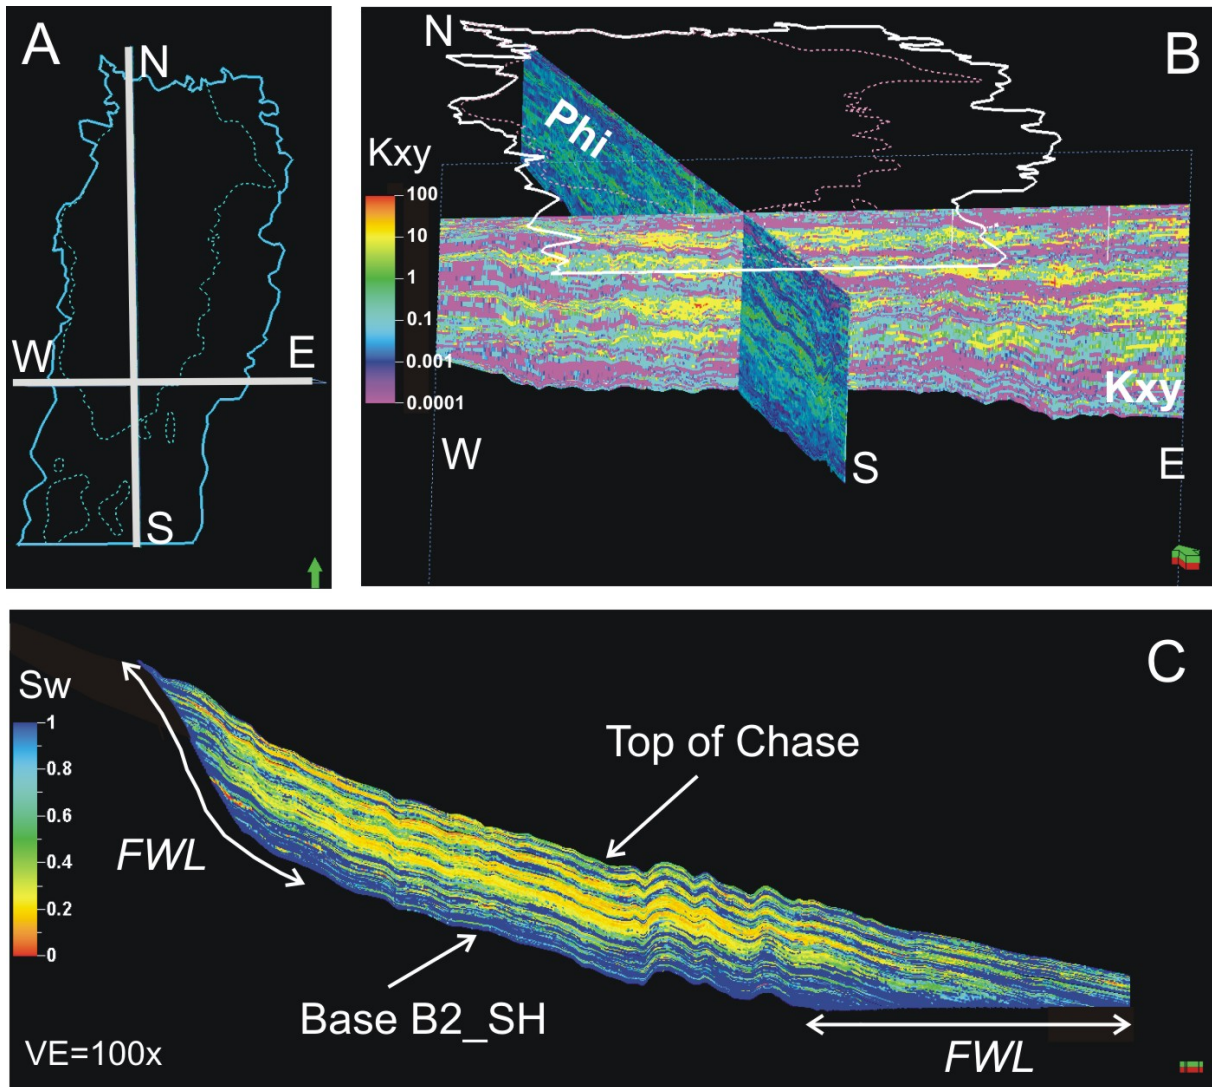 A
N
W
E
S
B
N
Phi
Kxy
100
10
1
0.1
0.001
0.0001
Kxy
W
S
E
C
Sw
1
0.8
0.6
0.4
0.2
0
Top of Chase
FWL
Base B2_SH
VE=100x
FWL